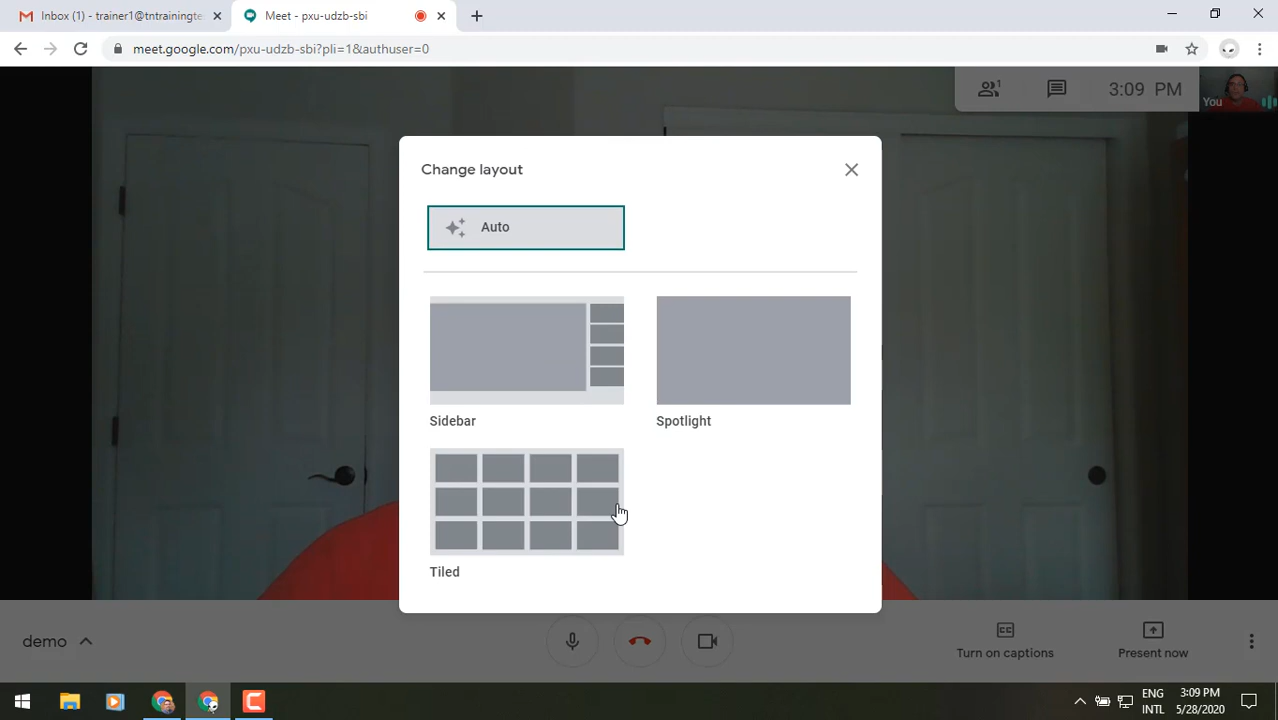 Inbox (1) - trainer1@tntrainingte
Meet - pxu-udzb-sbi
meet.google.com/pxu-udzb-sbi?pli=1&authuser=0
1
3:09 PM
You
Change layout
Auto
Sidebar
Spotlight
Tiled
demo
CC
Turn on captions
Present now
ENG
INTL
3:09 PM
5/28/2020